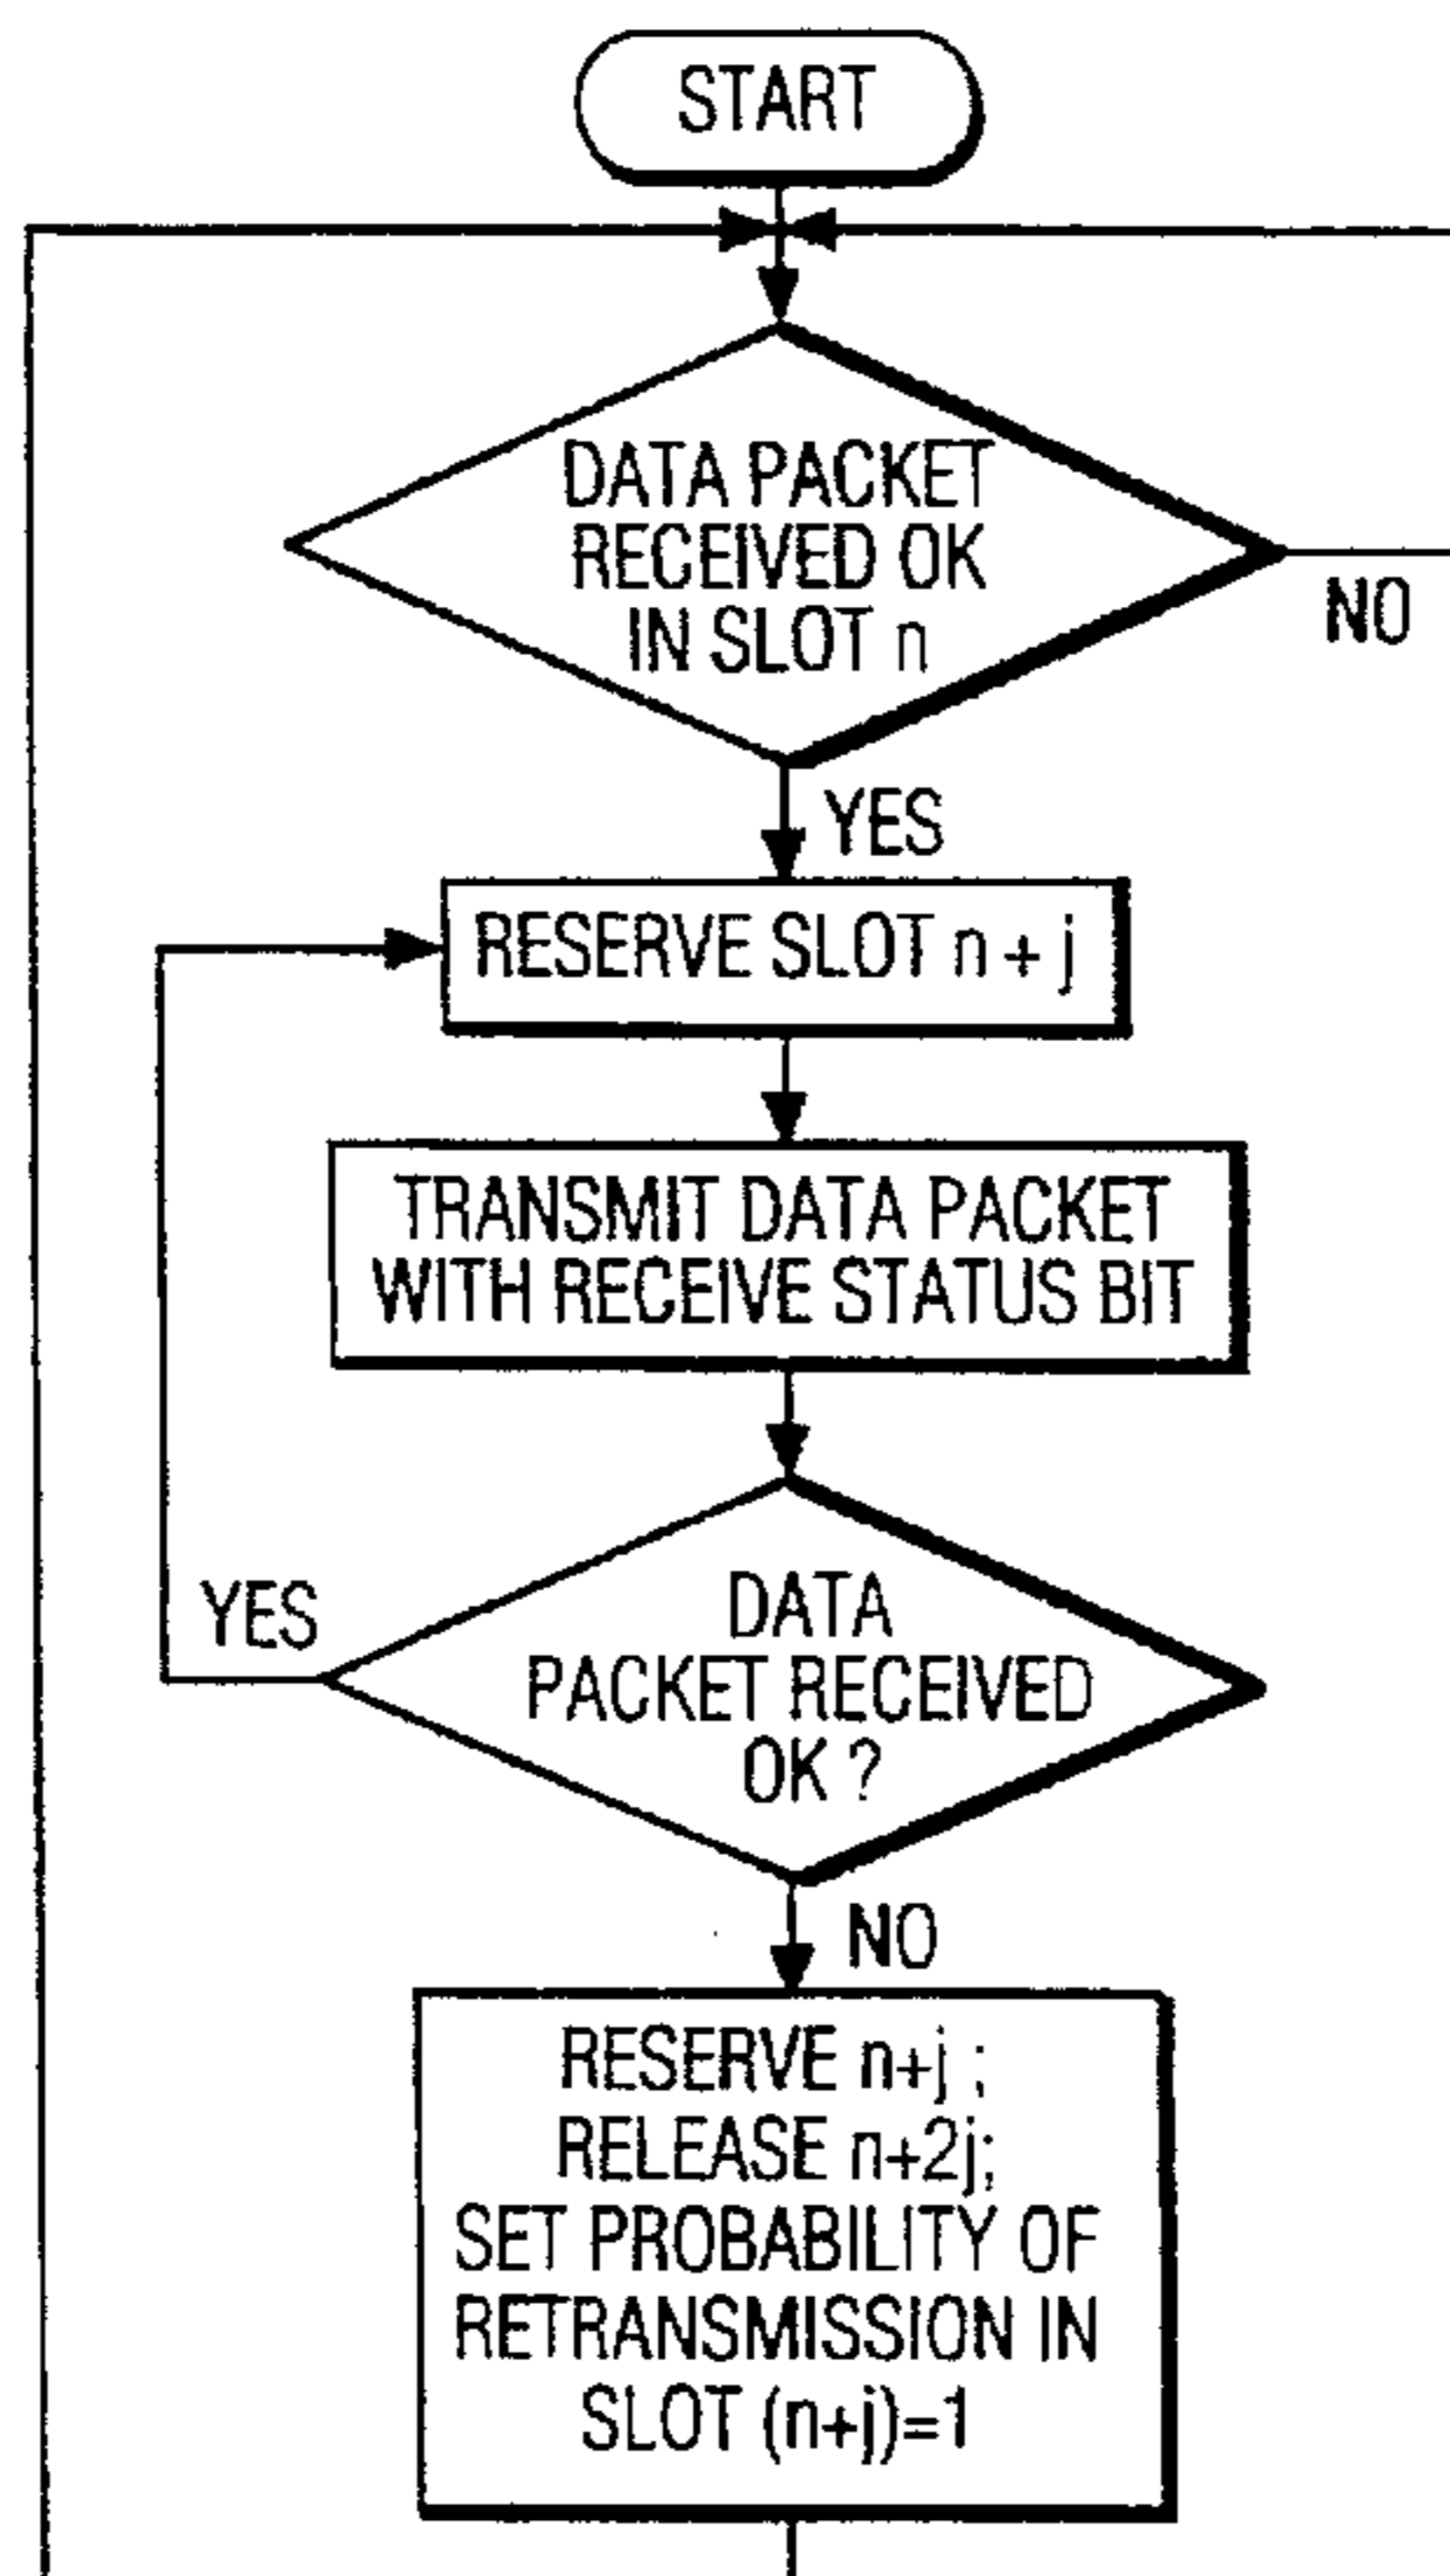 START
DATA PACKET
RECEIVED OK
IN SLOT n
NO
YES
RESERVE SLOT n + j
TRANSMIT DATA PACKET
WITH RECEIVE STATUS BIT
YES
DATA
PACKET RECEIVED
OK ?
NO
RESERVE n+j ;
RELEASE n+2j;
SET PROBABILITY OF
RETRANSMISSION IN
SLOT (n+j)=1